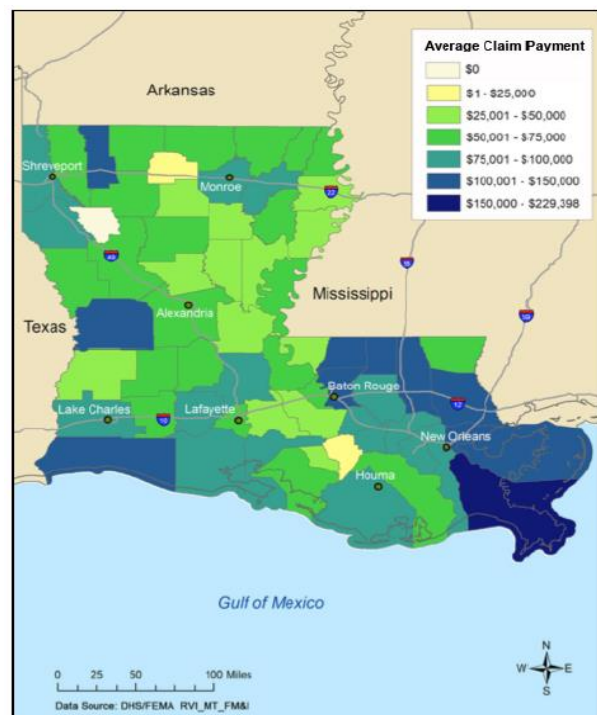 Average Claim Payment
$0
$1 - $25,000
$25,001 - $50,000
$50,001 - $75,000
$75,001 - $100,000
$100,001 - $150,000
$150,000 - $229,398
Arkansas
Shreveport
Monroe
Mississippi
Texas
Alexandria
Baton Rouge
Lake Charles
Lafayette
12
10
New Orleans
Houma
Gulf of Mexico
N
W
E
S
0 25 50 100 Miles
Data Source: DHS/FEMA RVI_MT_FM&I